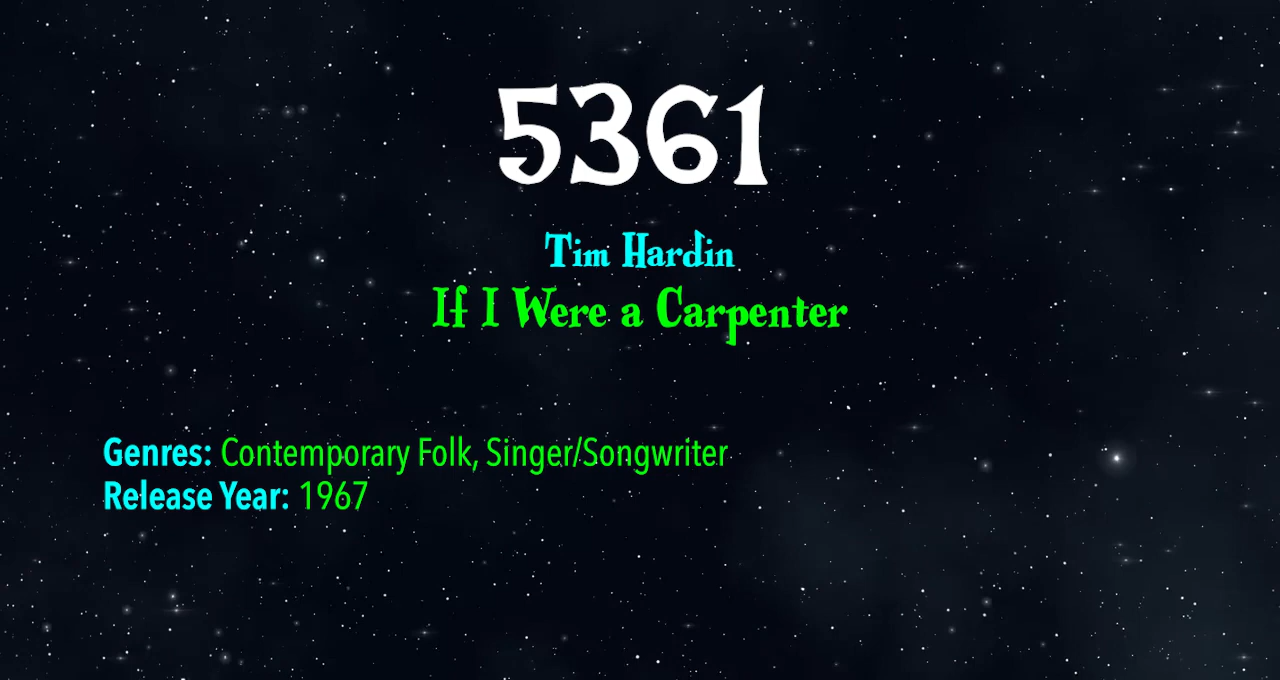 5361
Tim Hardin
If I Were a Carpenter
Genres: Contemporary Folk, Singer/Songwriter
Release Year: 1967